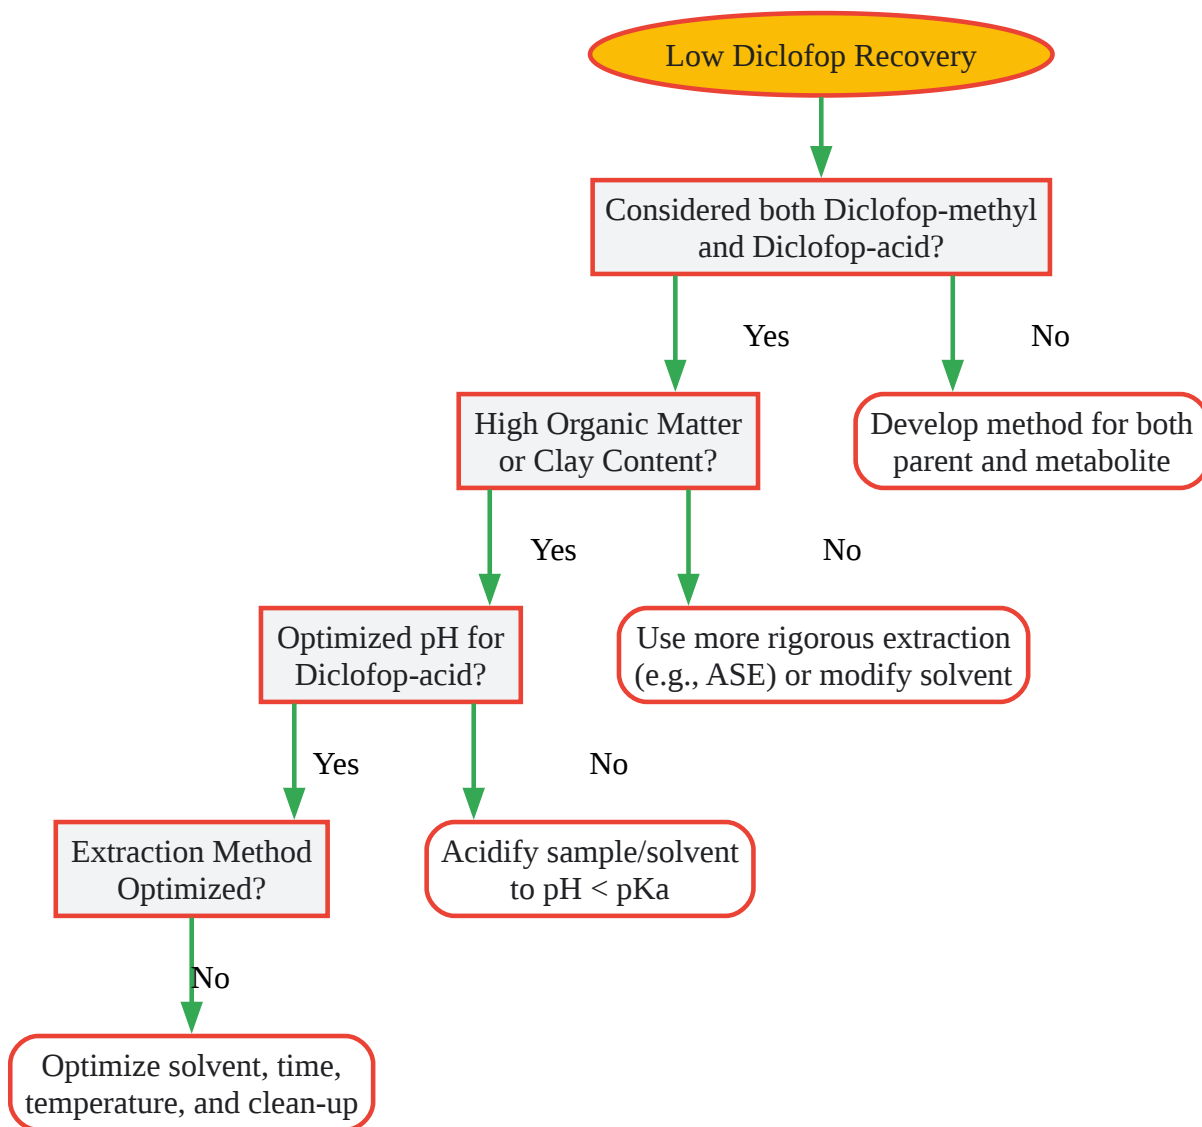 Low Diclofop Recovery
Considered both Diclofop-methyl
and Diclofop-acid?
Yes
No
High Organic Matter
or Clay Content?
Develop method for both
parent and metabolite
Yes
No
Optimized pH for
Diclofop-acid?
Use more rigorous extraction
(e.g., ASE) or modify solvent
Yes
No
Extraction Method
Optimized?
Acidify sample/solvent
to pH < pKa
No
Optimize solvent, time,
temperature, and clean-up